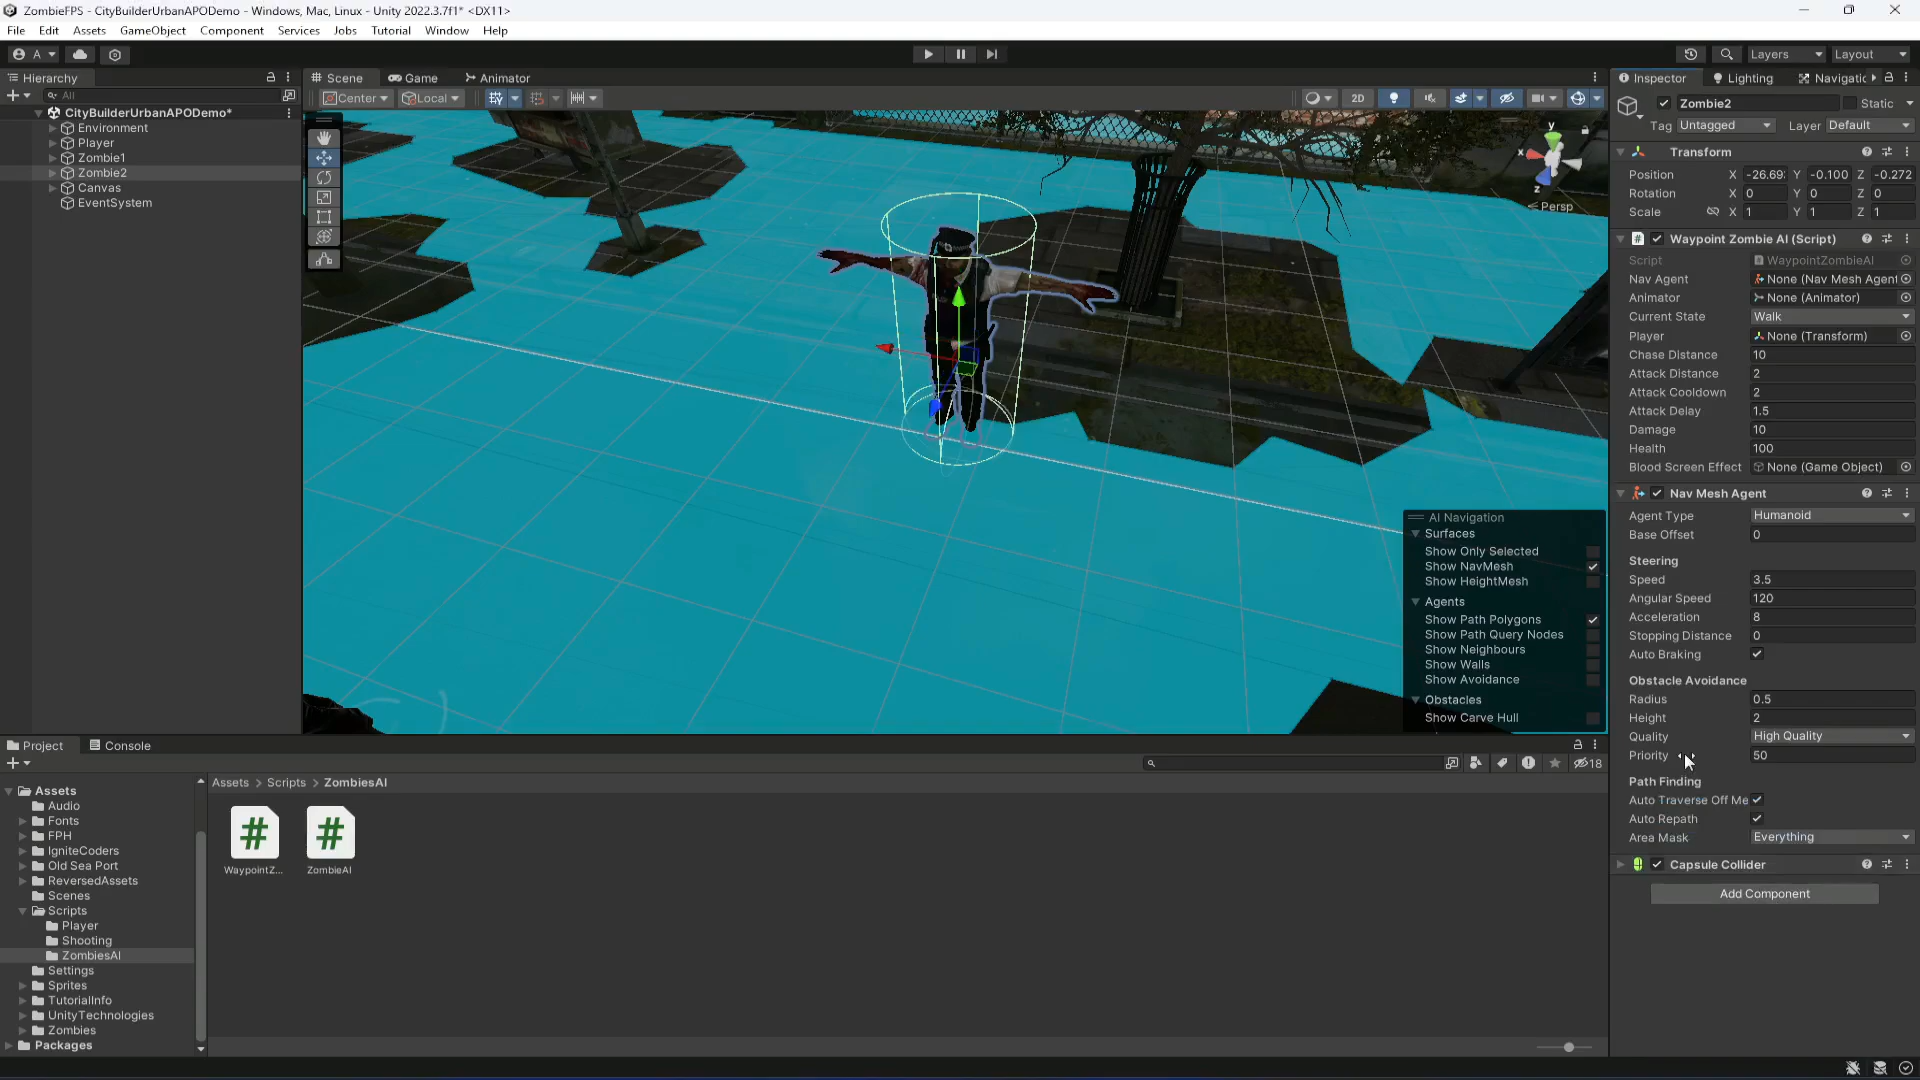 ZombieFPS - CityBuilderUrbanAPODemo - Windows, Mac, Linux - Unity 2022.3.7f1* <DX11>
File Edit Assets GameObject Component Services Jobs Tutorial Window Help
A Layers Layout
Hierarchy
All
CityBuilderUrbanAPODemo*
Environment
Player
Zombie1
Zombie2
Canvas
EventSystem
Scene Game Animator
Center Local 2D
y
x
z
Persp
AI Navigation
Surfaces
Show Only Selected
Show NavMesh
Show HeightMesh
Agents
Show Path Polygons
Show Path Query Nodes
Show Neighbours
Show Walls
Show Avoidance
Obstacles
Show Carve Hull
Inspector Lighting Navigatic
Zombie2 Static
Tag Untagged Layer Default
Transform
Position X -26.69 Y -0.100 Z -0.272
Rotation X 0 Y 0 Z 0
Scale X 1 Y 1 Z 1
Waypoint Zombie AI (Script)
Script WaypointZombieAI
Nav Agent None (Nav Mesh Agent
Animator None (Animator)
Current State Walk
Player None (Transform)
Chase Distance 10
Attack Distance 2
Attack Cooldown 2
Attack Delay 1.5
Damage 10
Health 100
Blood Screen Effect None (Game Object)
Nav Mesh Agent
Agent Type Humanoid
Base Offset 0
Steering
Speed 3.5
Angular Speed 120
Acceleration 8
Stopping Distance 0
Auto Braking
Obstacle Avoidance
Radius 0.5
Height 2
Quality High Quality
Priority 50
Path Finding
Auto Traverse Off Me
Auto Repath
Area Mask Everything
Capsule Collider
Add Component
Project Console
18
Assets
Audio
Fonts
FPH
IgniteCoders
Old Sea Port
ReversedAssets
Scenes
Scripts
Player
Shooting
ZombiesAI
Settings
Sprites
TutorialInfo
UnityTechnologies
Zombies
Packages
Assets > Scripts > ZombiesAI
WaypointZ... ZombieAI